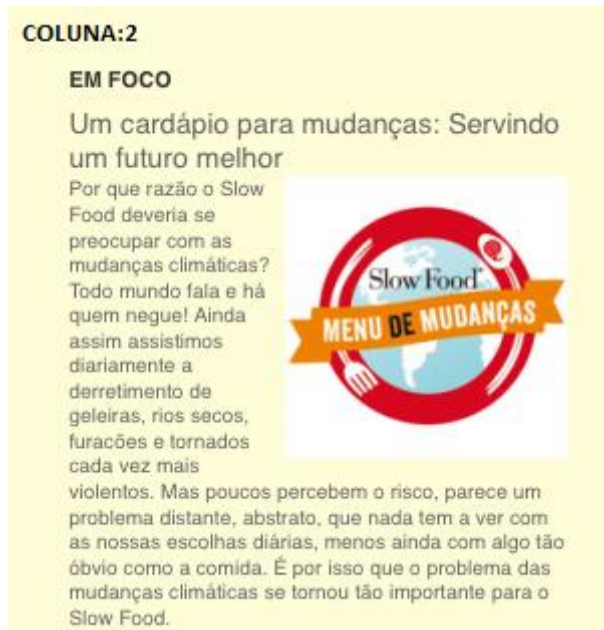 COLUNA:2
EM FOCO
Um cardápio para mudanças: Servindo
um futuro melhor
Por que razão o Slow
Food deveria se
preocupar com as
mudanças climáticas?
Todo mundo fala e há
quem negue! Ainda
assim assistimos
diariamente a
derretimento de
geleiras, rios secos,
furacões e tornados
cada vez mais
violentos. Mas poucos percebem o risco, parece um
problema distante, abstrato, que nada tem a ver com
as nossas escolhas diárias, menos ainda com algo tão
óbvio como a comida. É por isso que o problema das
mudanças climáticas se tornou tão importante para o
Slow Food.
Slow Food®
MENU DE MUDANÇAS